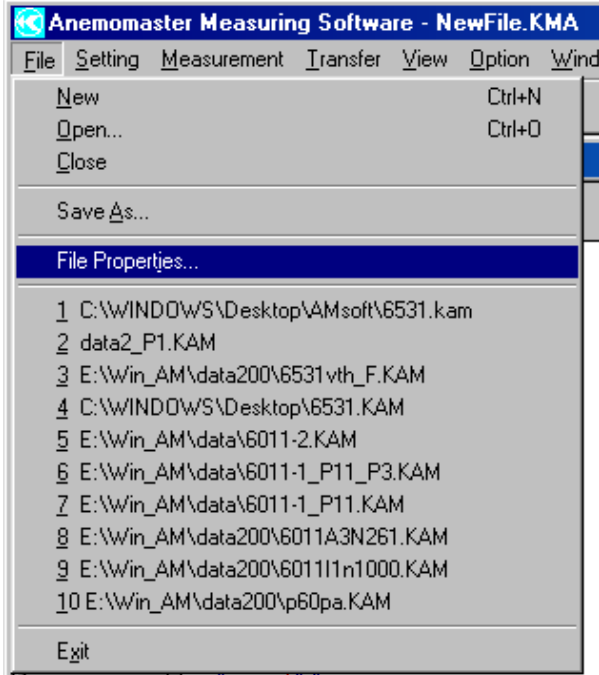 Anemomaster Measuring Software - NewFile.KMA
File Setting Measurement Transfer View Option Wind
New Ctrl+N
Open... Ctrl+O
Close
Save As...
File Properties...
1 C:\WINDOWS\Desktop\AMsoft\6531.kam
2 data2_P1.KAM
3 E:\Win_AM\data200\6531vth_F.KAM
4 C:\WINDOWS\Desktop\6531.KAM
5 E:\Win_AM\data\6011-2.KAM
6 E:\Win_AM\data\6011-1_P11_P3.KAM
7 E:\Win_AM\data\6011-1_P11.KAM
8 E:\Win_AM\data200\6011A3N261.KAM
9 E:\Win_AM\data200\6011l1n1000.KAM
10 E:\Win_AM\data200\p60pa.KAM
Exit